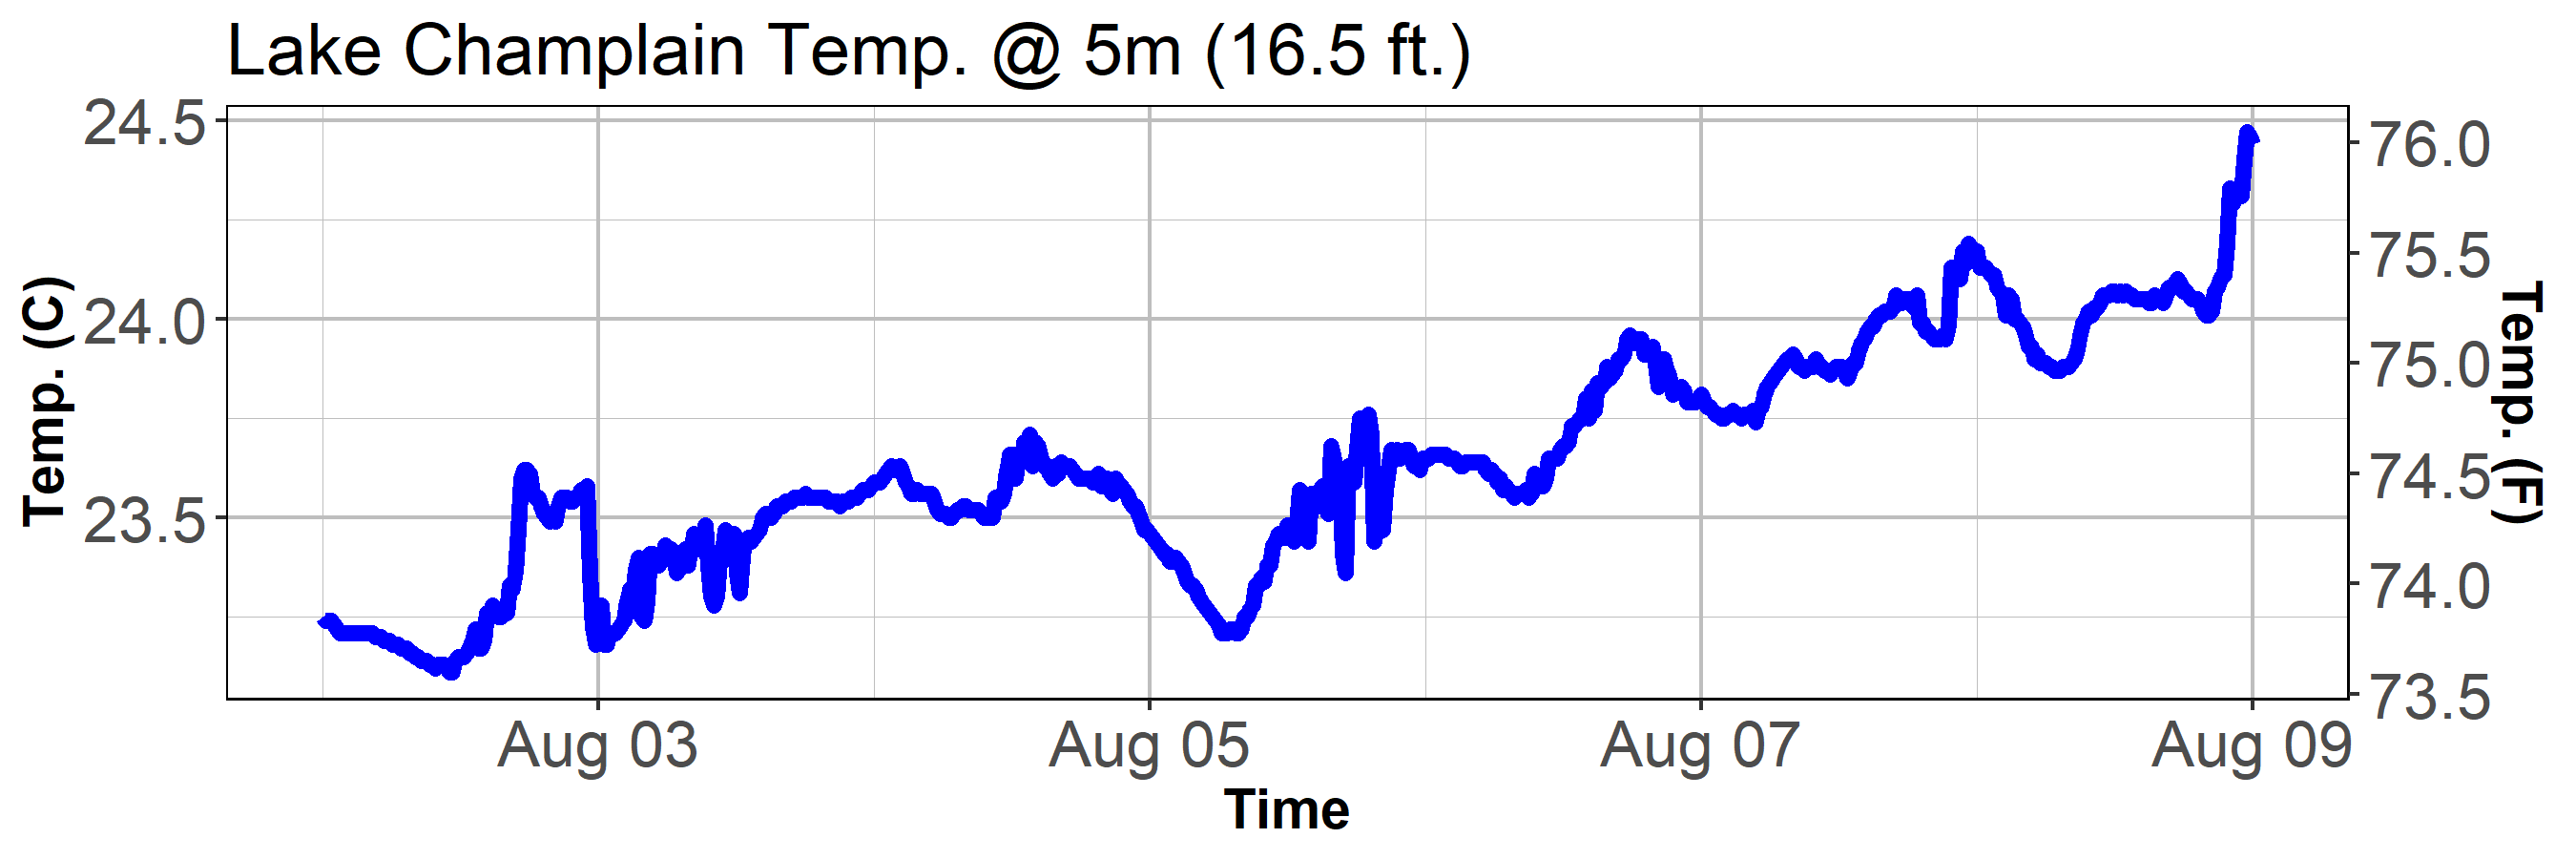 Lake Champlain Temp. @ 5m (16.5 ft.)
Temp. (C)
24.5
24.0
23.5
76.0
75.5
75.0
74.5
74.0
73.5
Temp. (F)
Aug 03 Aug 05 Aug 07 Aug 09
Time